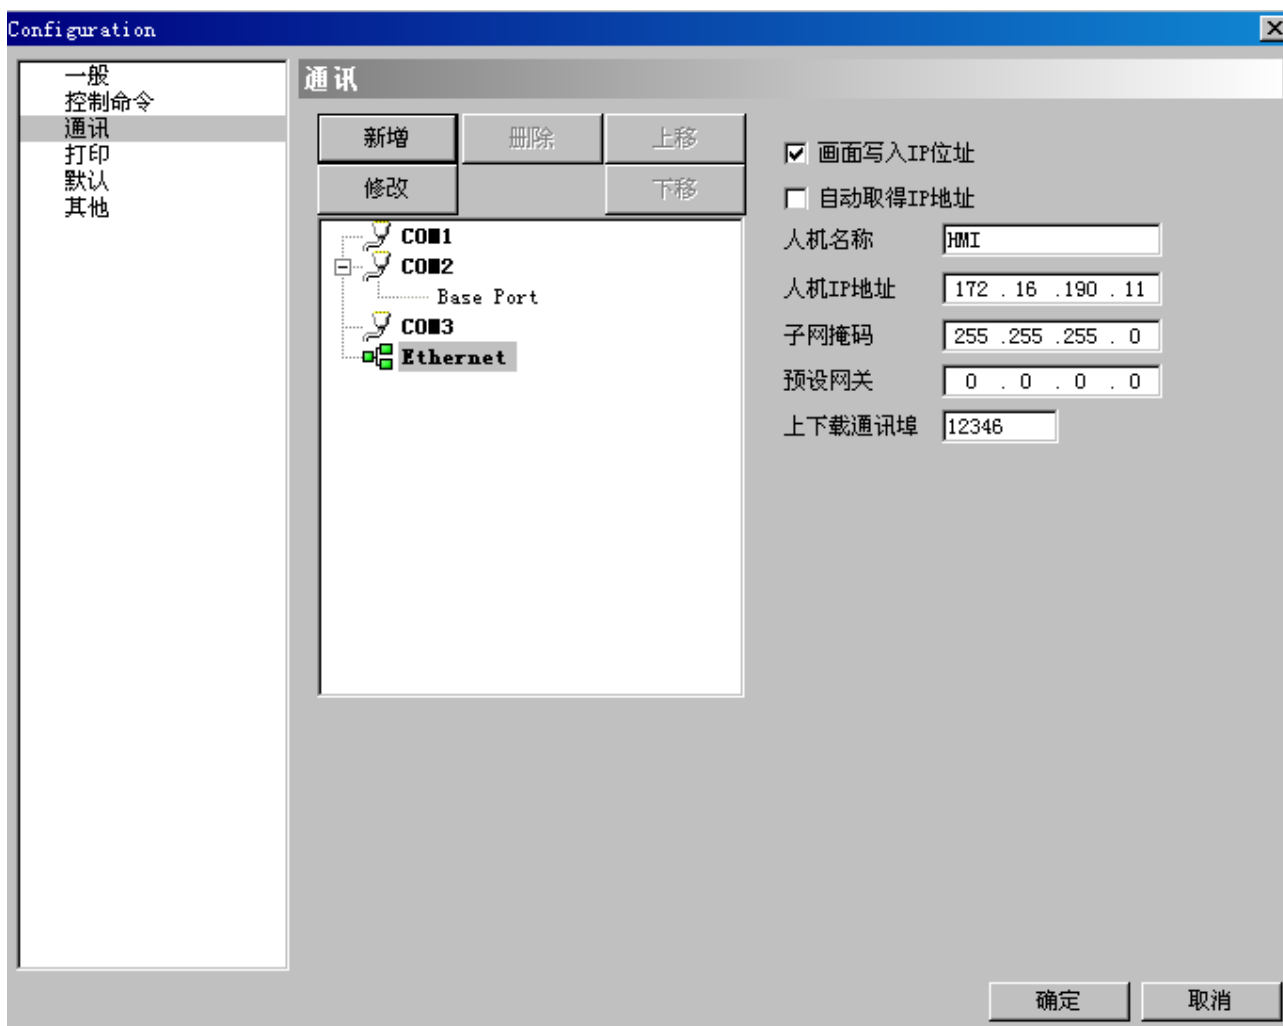 Configuration
一般
控制命令
通讯
打印
默认
其他
通讯
新增 删除 上移
修改 下移
COM1
COM2
Base Port
COM3
Ethernet
画面写入IP位址
自动取得IP地址
人机名称 HMI
人机IP地址 172 . 16 .190 . 11
子网掩码 255 .255 .255 . 0
预设网关 0 . 0 . 0 . 0
上下载通讯埠 12346
确定 取消